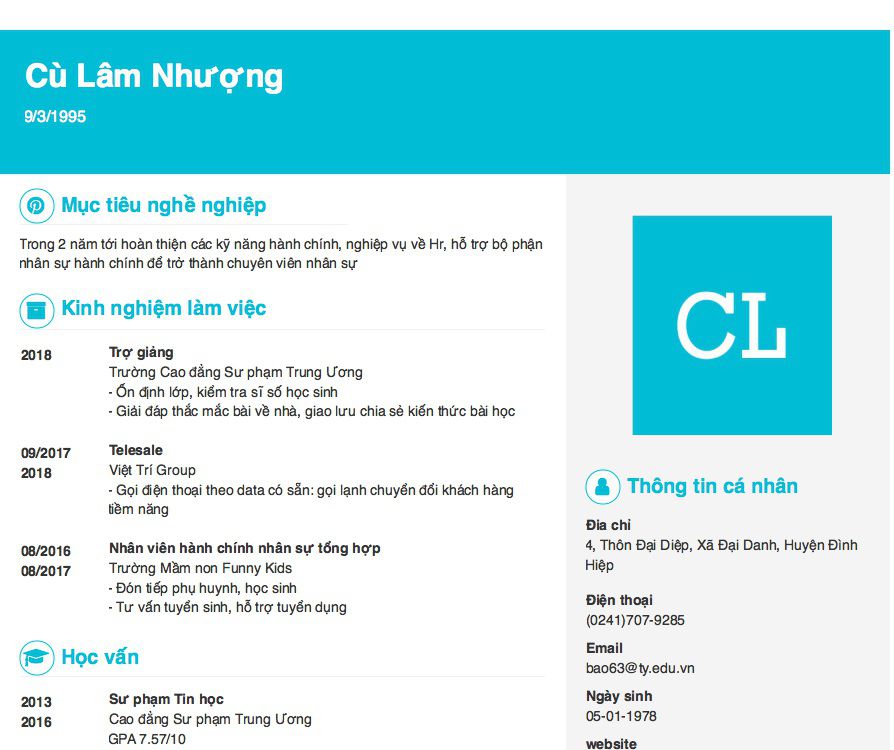 Cù Lâm Nhượng
9/3/1995
Mục tiêu nghề nghiệp
Trong 2 năm tới hoàn thiện các kỹ năng hành chính, nghiệp vụ về Hr, hỗ trợ bộ phận
nhân sự hành chính để trở thành chuyên viên nhân sự
Kinh nghiệm làm việc
2018
Trợ giảng
Trường Cao đẳng Sư phạm Trung Ương
- Ổn định lớp, kiểm tra sĩ số học sinh
- Giải đáp thắc mắc bài về nhà, giao lưu chia sẻ kiến thức bài học
09/2017
2018
Telesale
Việt Trí Group
- Gọi điện thoại theo data có sẵn: gọi lạnh chuyển đổi khách hàng
tiềm năng
08/2016
08/2017
Nhân viên hành chính nhân sự tổng hợp
Trường Mầm non Funny Kids
- Đón tiếp phụ huynh, học sinh
- Tư vấn tuyển sinh, hỗ trợ tuyển dụng
Học vấn
2013
2016
Sư phạm Tin học
Cao đẳng Sư phạm Trung Ương
GPA 7.57/10
CL
Thông tin cá nhân
Địa chỉ
4, Thôn Đại Diệp, Xã Đại Danh, Huyện Đình
Hiệp
Điện thoại
(0241)707-9285
Email
bao63@ty.edu.vn
Ngày sinh
05-01-1978
website